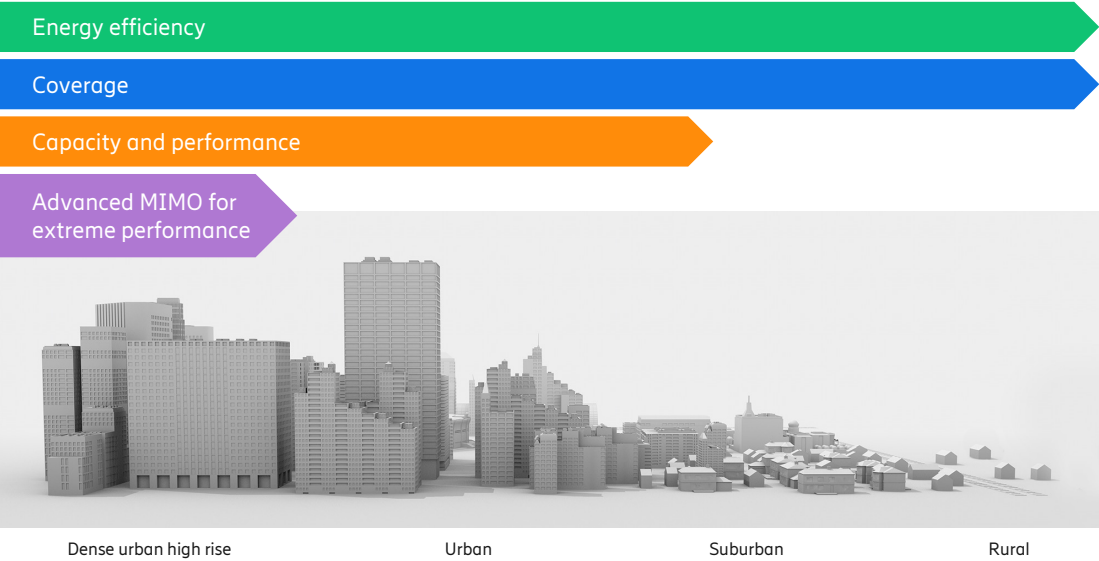 Energy efficiency
Coverage
Capacity and performance
Advanced MIMO for
extreme performance
Dense urban high rise
Urban
Suburban
Rural